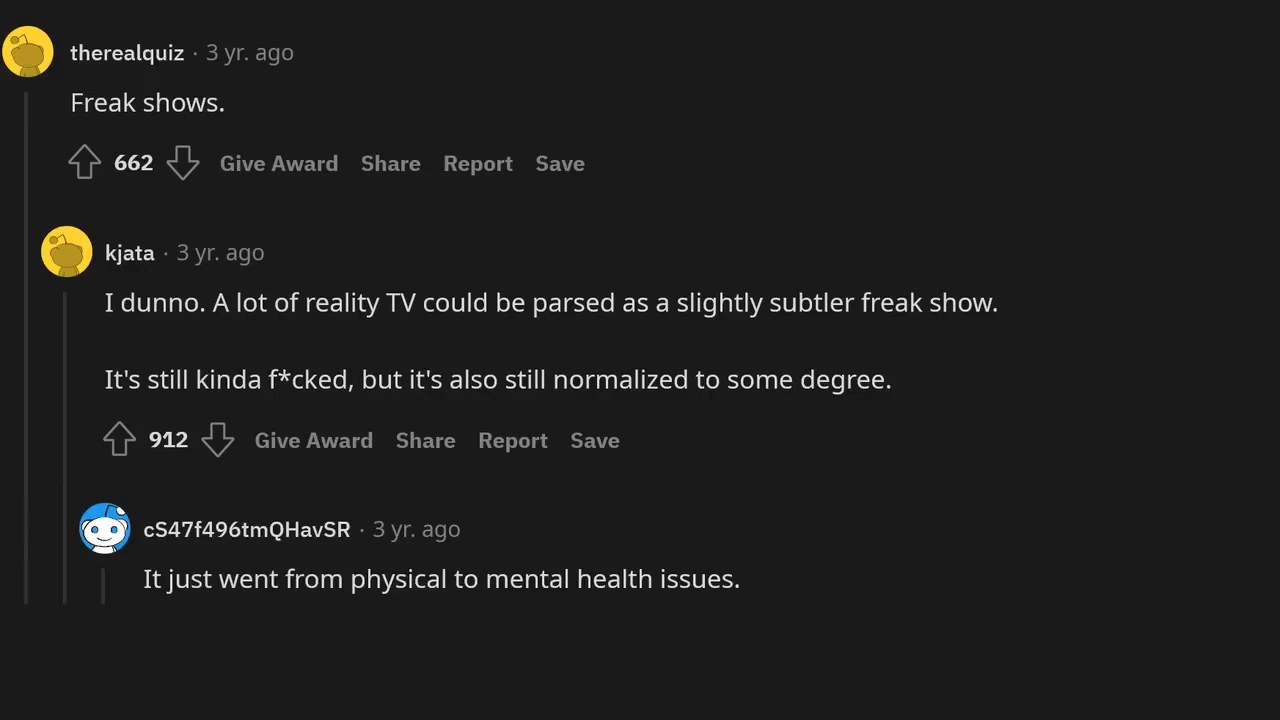 therealquiz · 3 yr. ago
Freak shows.
662 Give Award Share Report Save
kjata · 3 yr. ago
I dunno. A lot of reality TV could be parsed as a slightly subtler freak show.
It's still kinda f*cked, but it's also still normalized to some degree.
912 Give Award Share Report Save
cS47f496tmQHavSR · 3 yr. ago
It just went from physical to mental health issues.